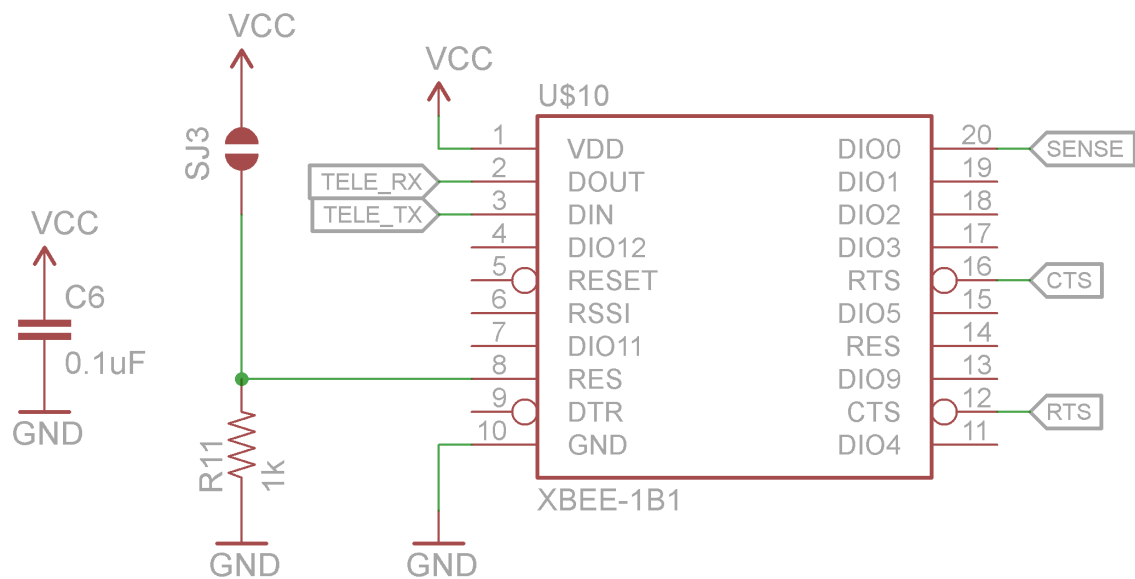 VCC
VCC
SJ3
VCC
C6
0.1uF
GND
R11
1k
GND
GND
U$10
1 VDD DIO0 20 SENSE
TELE_RX 2 DOUT DIO1 19
TELE_TX 3 DIN DIO2 18
4 DIO12 DIO3 17
5 RESET RTS 16 CTS
6 RSSI DIO5 15
7 DIO11 RES 14
8 RES DIO9 13
9 DTR CTS 12 RTS
10 GND DIO4 11
XBEE-1B1